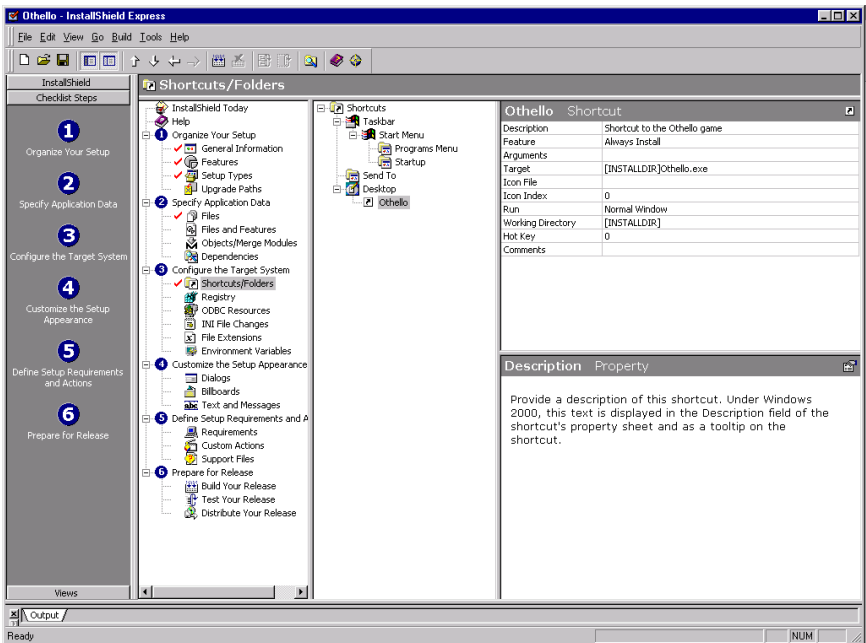 Othello - InstallShield Express
File Edit View Go Build Tools Help
InstallShield
Checklist Steps
1
Organize Your Setup
2
Specify Application Data
3
Configure the Target System
4
Customize the Setup
Appearance
5
Define Setup Requirements
and Actions
6
Prepare for Release
Views
Shortcuts/Folders
InstallShield Today
Help
1 Organize Your Setup
General Information
Features
Setup Types
Upgrade Paths
2 Specify Application Data
Files
Files and Features
Objects/Merge Modules
Dependencies
3 Configure the Target System
Shortcuts/Folders
Registry
ODBC Resources
INI File Changes
File Extensions
Environment Variables
4 Customize the Setup Appearance
Dialogs
Billboards
abc Text and Messages
5 Define Setup Requirements and A
Requirements
Custom Actions
Support Files
6 Prepare for Release
Build Your Release
Test Your Release
Distribute Your Release
Shortcuts
Taskbar
Start Menu
Programs Menu
Startup
Send To
Desktop
Othello
Othello Shortcut
Description Shortcut to the Othello game
Feature Always Install
Arguments
Target [INSTALLDIR]Othello.exe
Icon File
Icon Index 0
Run Normal Window
Working Directory [INSTALLDIR]
Hot Key 0
Comments
Description Property
Provide a description of this shortcut. Under Windows
2000, this text is displayed in the Description field of the
shortcut's property sheet and as a tooltip on the
shortcut.
Output
Ready
NUM